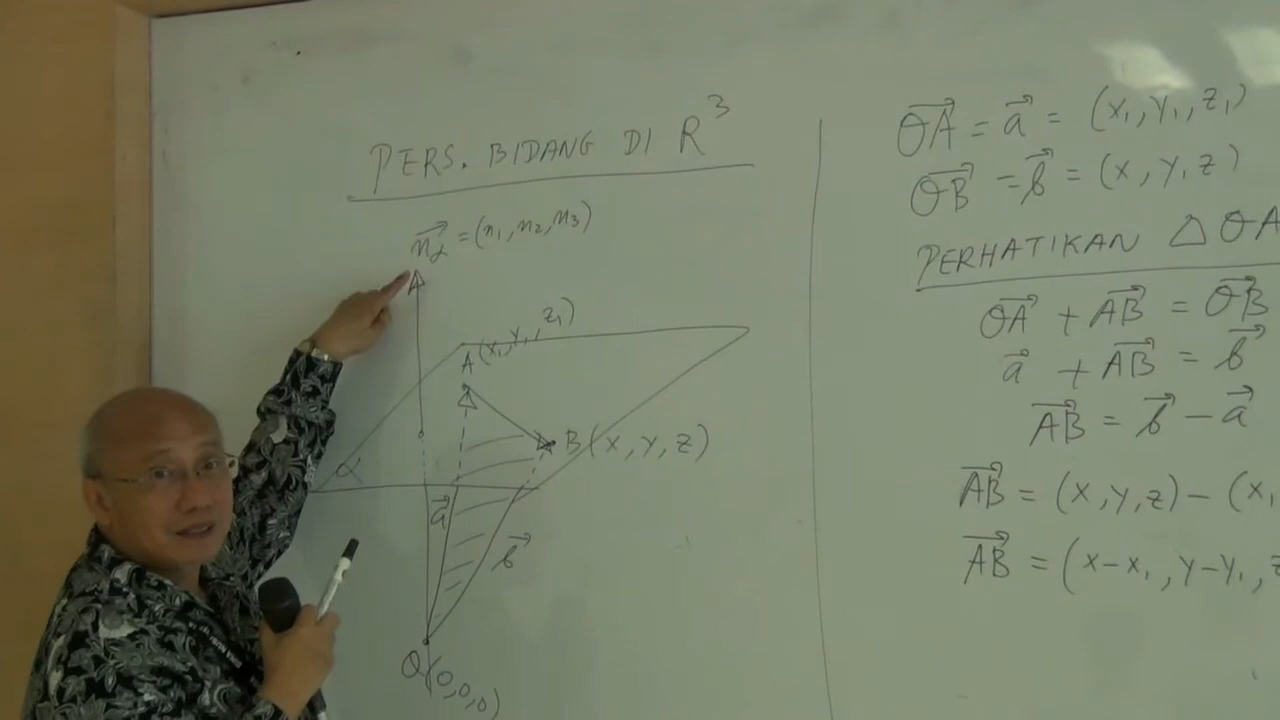 PERS. BIDANG DI R³
n⃗α = (n₁, n₂, n₃)
A(x₁, y₁, z₁)
B(x, y, z)
α
a⃗
b⃗
O(0,0,0)
OA⃗ = a⃗ = (x₁, y₁, z₁)
OB⃗ = b⃗ = (x, y, z)
PERHATIKAN △ OA
OA⃗ + AB⃗ = OB⃗
a⃗ + AB⃗ = b⃗
AB⃗ = b⃗ − a⃗
AB⃗ = (x, y, z) − (x₁
AB⃗ = (x−x₁, y−y₁, z